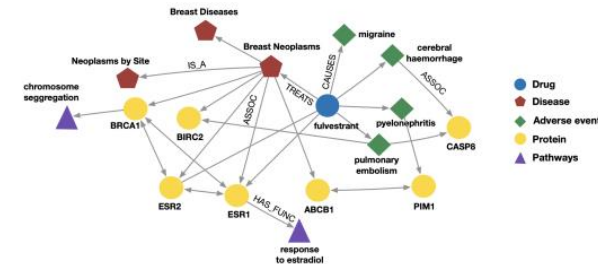 Breast Diseases
migraine
Breast Neoplasms
cerebral
haemorrhage
Neoplasms by Site
IS_A
CAUSES
ASSOC
chromosome
seggregation
TREATS
Drug
Disease
Adverse event
Protein
Pathways
BRCA1
BIRC2
ASSOC
fulvestrant
pyelonephritis
CASP8
pulmonary
embolism
ESR2
ESR1
HAS_FUNC
ABCB1
PIM1
response
to estradiol